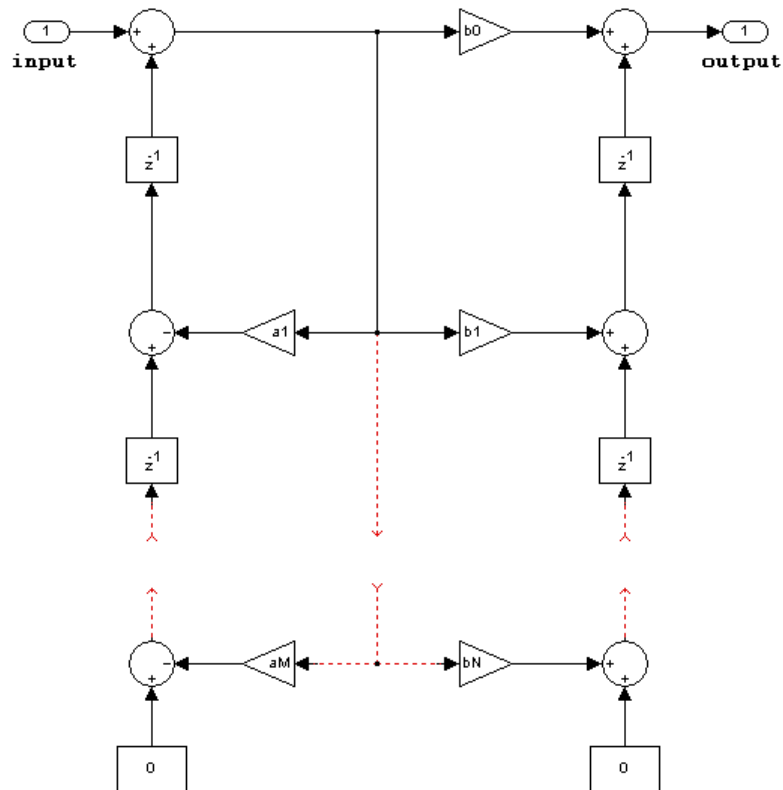 1 + + b0 + + 1
input output
z-1 z-1
- + a1 b1 + +
z-1 z-1
- + aM bN + +
0 0